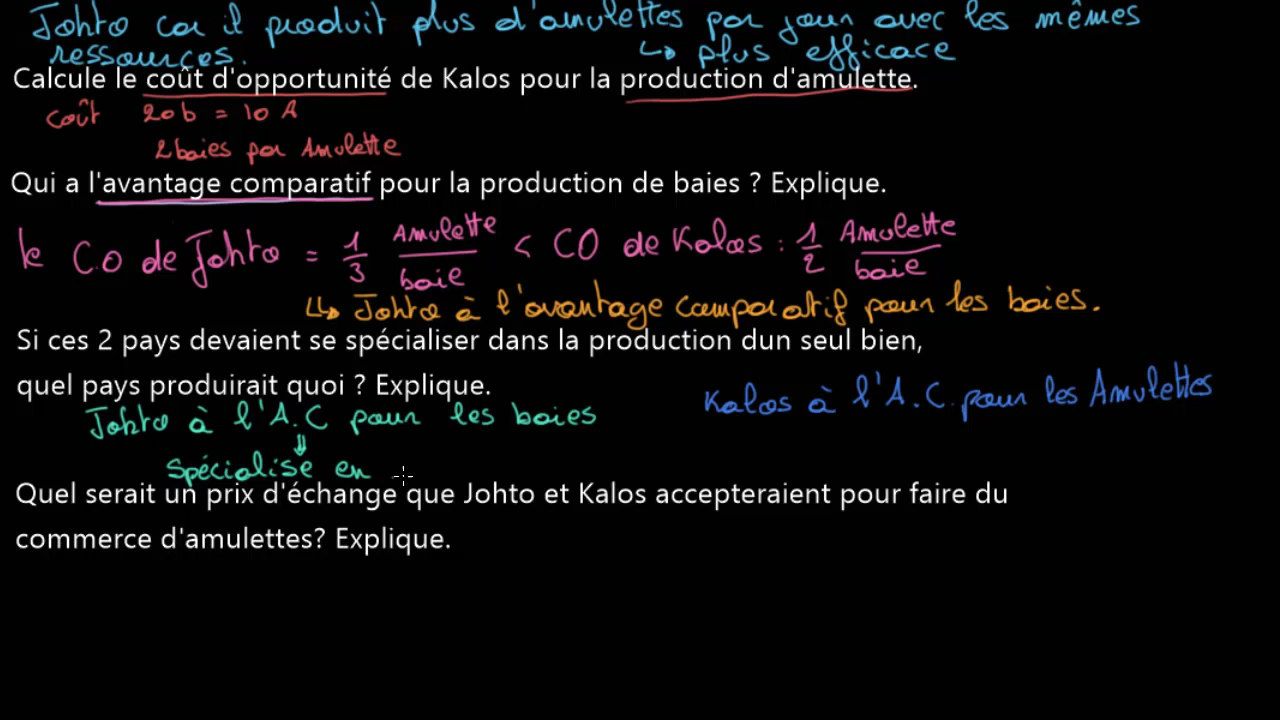 Johto car il produit plus d'amulettes par jour avec les mêmes
ressources. ↳ plus efficace
Calcule le coût d'opportunité de Kalos pour la production d'amulette.
coût 20b = 10 A
2 baies par Amulette
Qui a l'avantage comparatif pour la production de baies ? Explique.
le C.O de Johto = 1/3 Amulette/baie < CO de Kalos : 1/2 Amulette/baie
↳ Johto à l'avantage comparatif pour les baies.
Si ces 2 pays devaient se spécialiser dans la production dun seul bien,
quel pays produirait quoi ? Explique.
Kalos à l'A.C. pour les Amulettes
Johto à l'A.C pour les baies
⇓
Spécialise en
Quel serait un prix d'échange que Johto et Kalos accepteraient pour faire du
commerce d'amulettes? Explique.